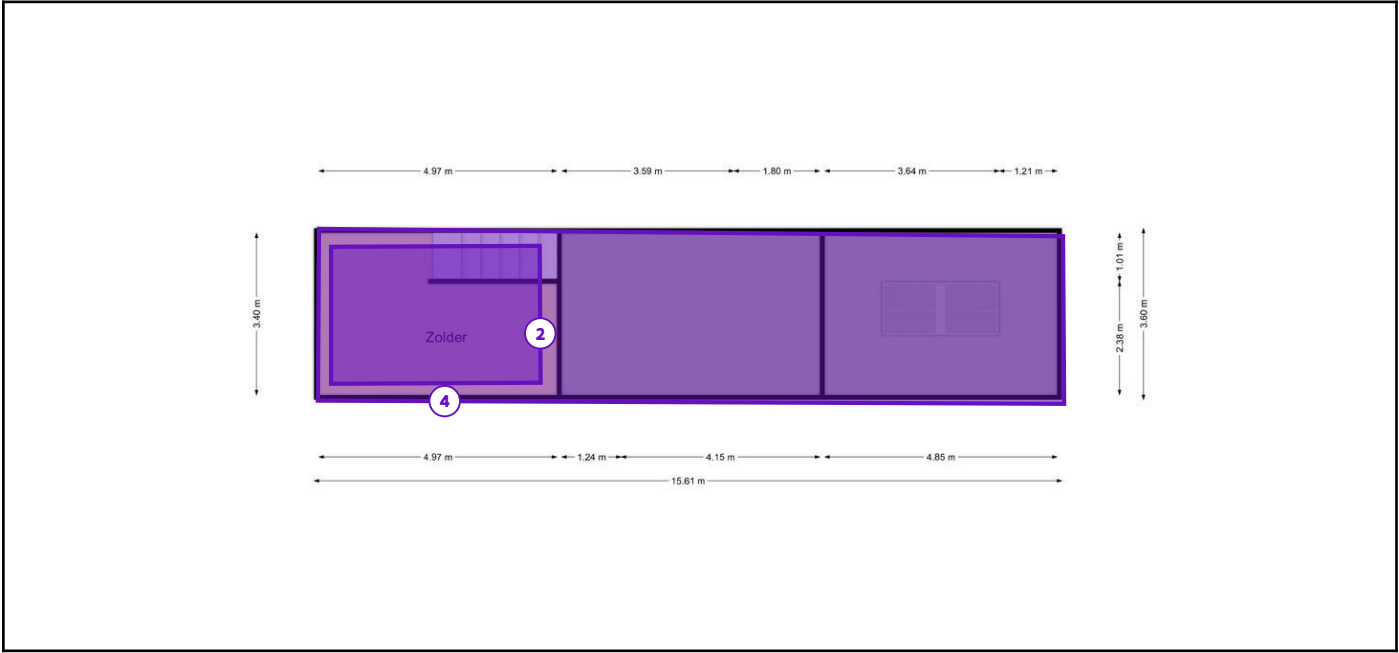 4.97 m
3.59 m
1.80 m
3.64 m
1.21 m
3.40 m
1.01 m
2.38 m
3.60 m
2
Zolder
4
4.97 m
1.24 m
4.15 m
4.85 m
15.61 m